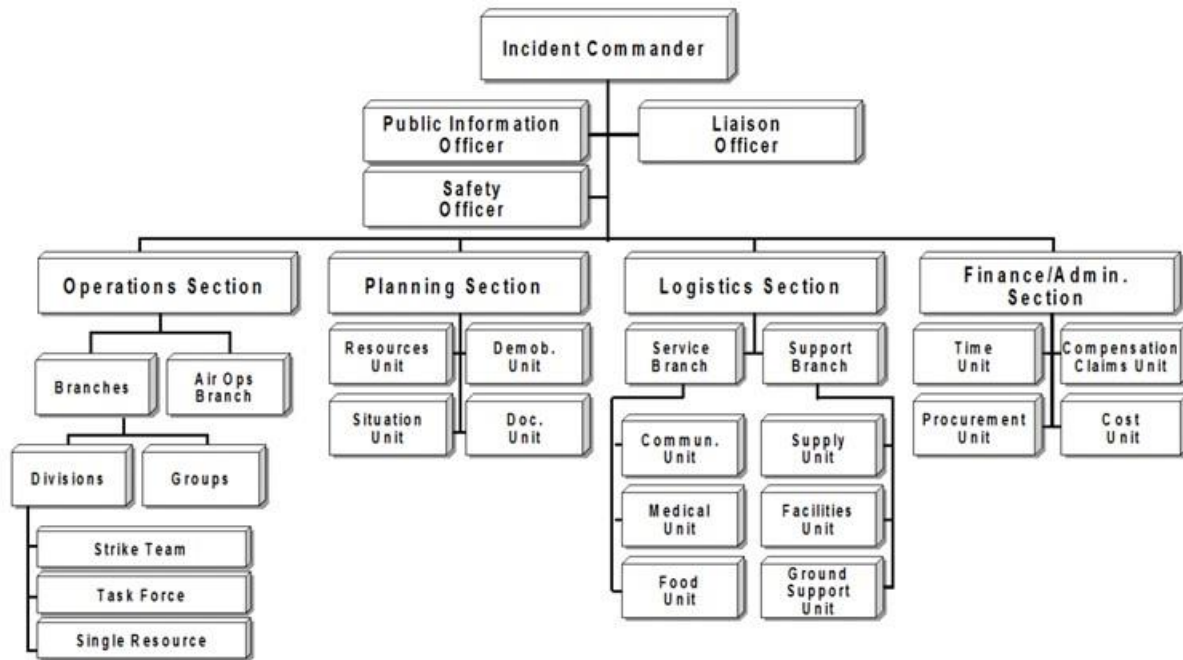 Incident Commander
Public Information
Officer
Liaison
Officer
Safety
Officer
Operations Section
Planning Section
Logistics Section
Finance/Admin.
Section
Branches
Air Ops
Branch
Divisions
Groups
Strike Team
Task Force
Single Resource
Resources
Unit
Demob.
Unit
Situation
Unit
Doc.
Unit
Service
Branch
Support
Branch
Commun.
Unit
Supply
Unit
Medical
Unit
Facilities
Unit
Food
Unit
Ground
Support
Unit
Time
Unit
Compensation
Claims Unit
Procurement
Unit
Cost
Unit